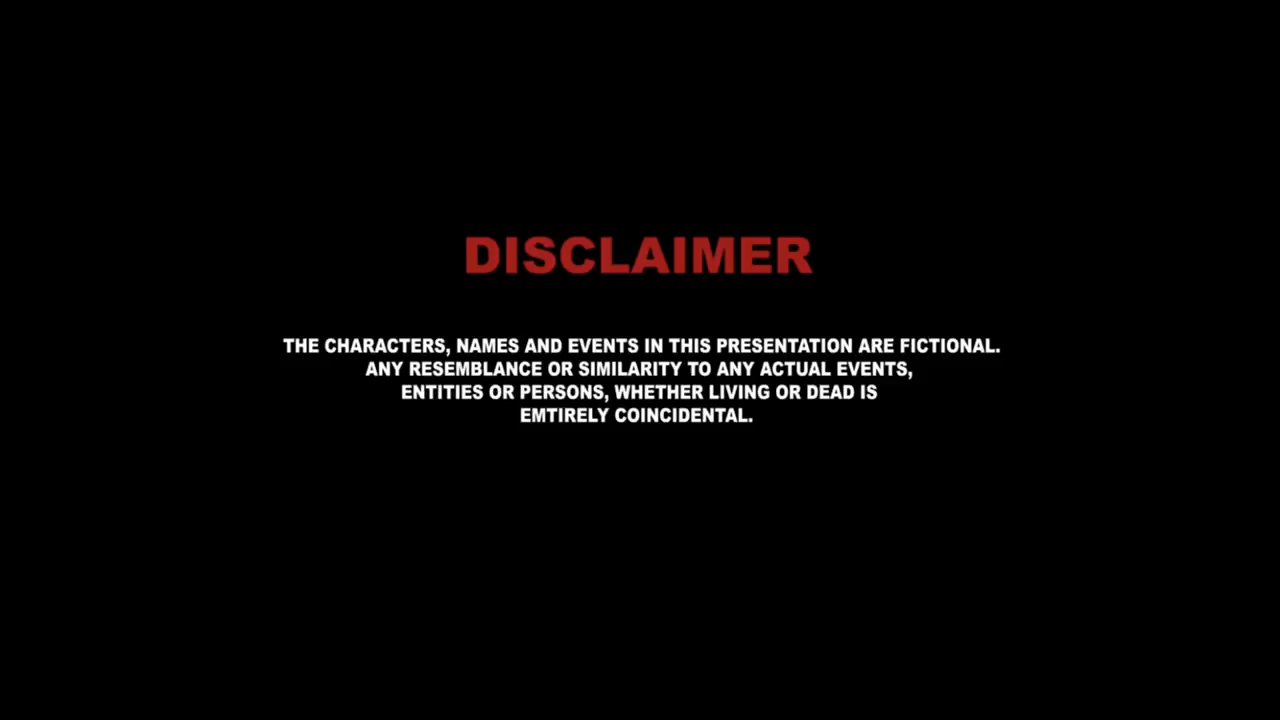 DISCLAIMER
THE CHARACTERS, NAMES AND EVENTS IN THIS PRESENTATION ARE FICTIONAL.
ANY RESEMBLANCE OR SIMILARITY TO ANY ACTUAL EVENTS,
ENTITIES OR PERSONS, WHETHER LIVING OR DEAD IS
EMTIRELY COINCIDENTAL.